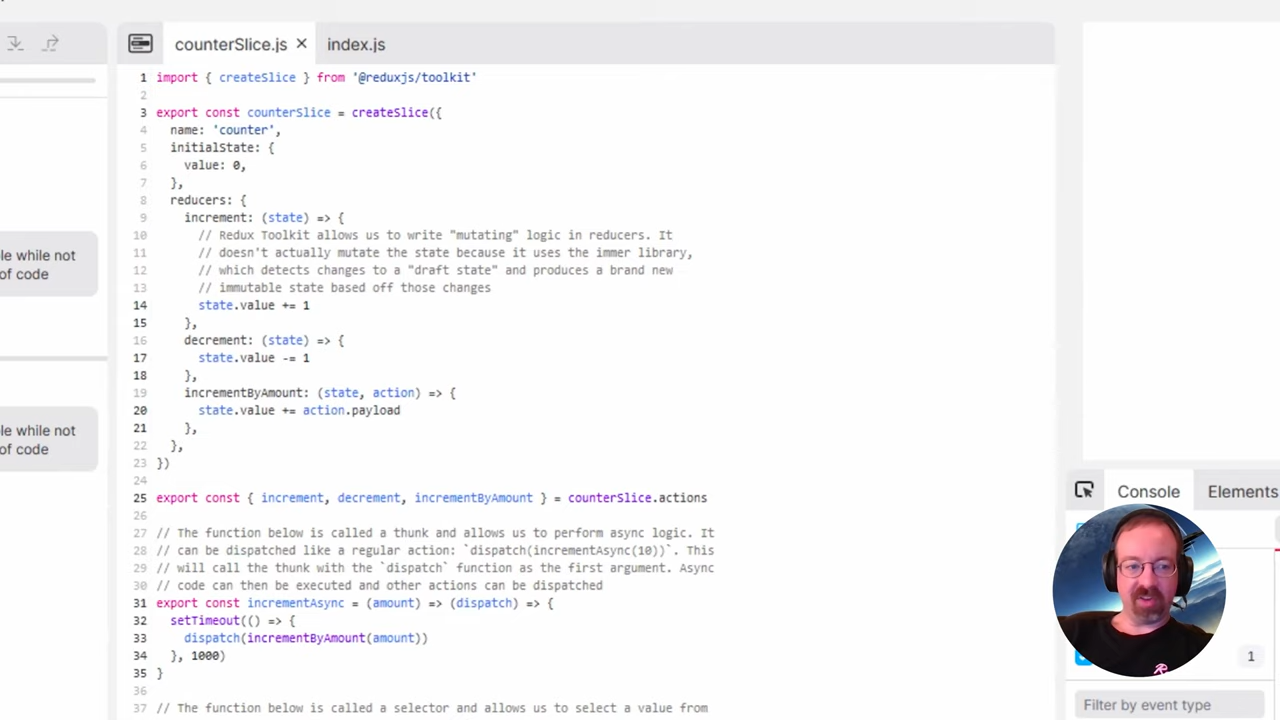 counterSlice.js ×
index.js
1 import { createSlice } from '@reduxjs/toolkit'
2
3 export const counterSlice = createSlice({
4 name: 'counter',
5 initialState: {
6 value: 0,
7 },
8 reducers: {
9 increment: (state) => {
10 // Redux Toolkit allows us to write "mutating" logic in reducers. It
11 // doesn't actually mutate the state because it uses the immer library,
12 // which detects changes to a "draft state" and produces a brand new
13 // immutable state based off those changes
14 state.value += 1
15 },
16 decrement: (state) => {
17 state.value -= 1
18 },
19 incrementByAmount: (state, action) => {
20 state.value += action.payload
21 },
22 },
23 })
24
25 export const { increment, decrement, incrementByAmount } = counterSlice.actions
26
27 // The function below is called a thunk and allows us to perform async logic. It
28 // can be dispatched like a regular action: `dispatch(incrementAsync(10))`. This
29 // will call the thunk with the `dispatch` function as the first argument. Async
30 // code can then be executed and other actions can be dispatched
31 export const incrementAsync = (amount) => (dispatch) => {
32 setTimeout(() => {
33 dispatch(incrementByAmount(amount))
34 }, 1000)
35 }
36
37 // The function below is called a selector and allows us to select a value from
le while not
of code
le while not
of code
Console
Elements
1
Filter by event type